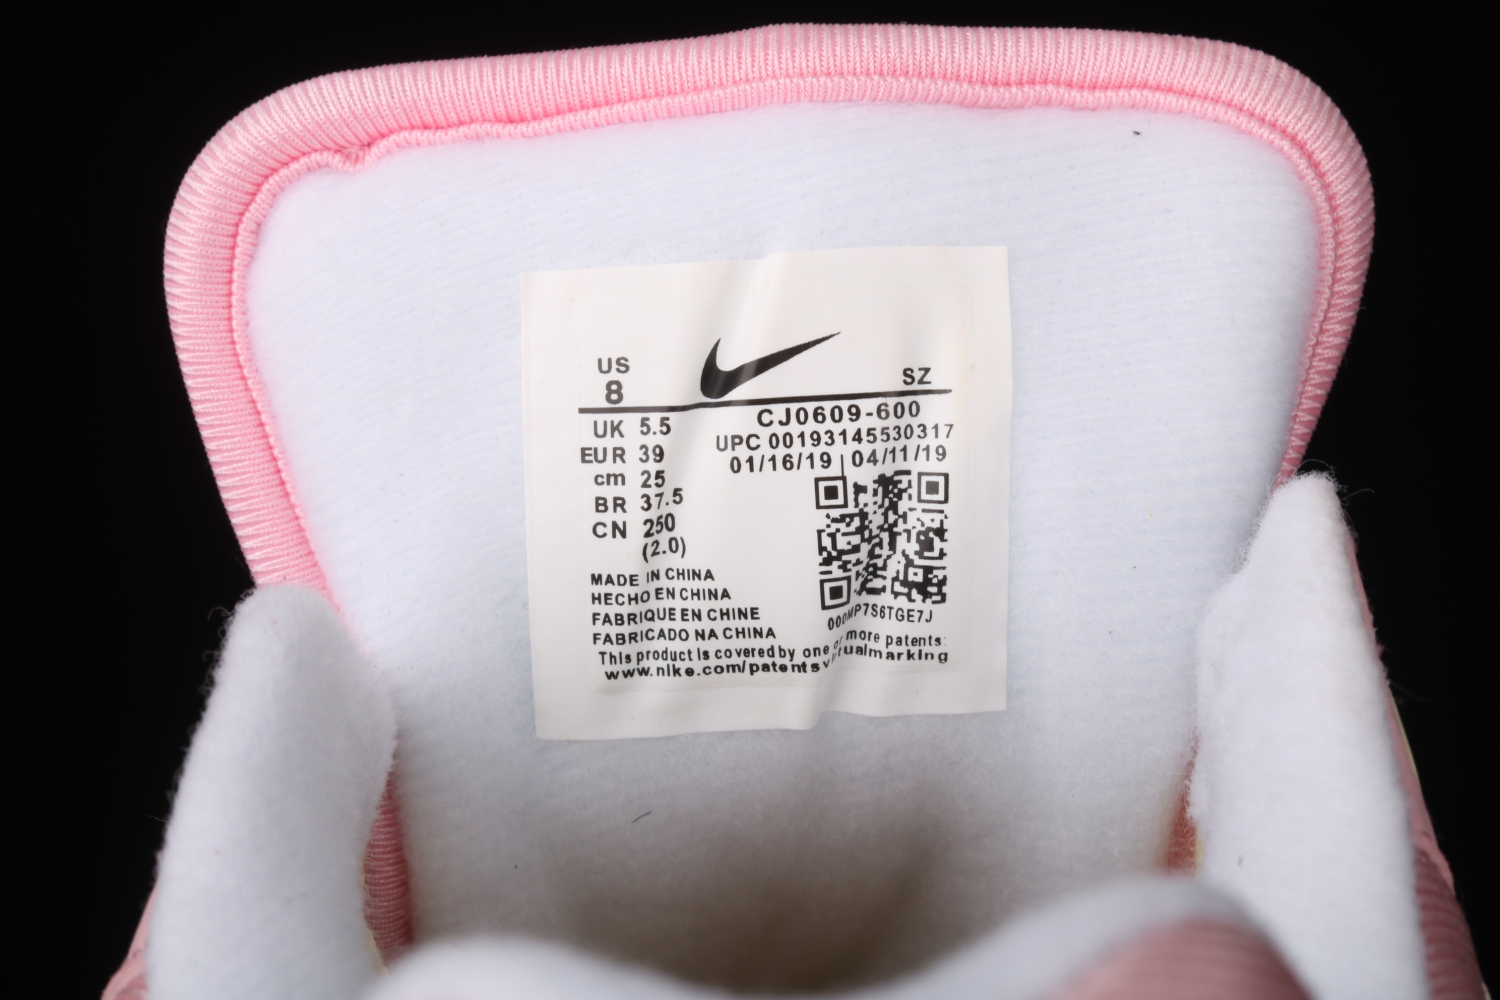 US
8
SZ
UK 5.5
EUR 39
cm 25
BR 37.5
CN 250
(2.0)
CJ0609-600
UPC 00193145530317
01/16/19 | 04/11/19
MADE IN CHINA
HECHO EN CHINA
FABRIQUE EN CHINE
FABRICADO NA CHINA
This product is covered by one or more patents:
www.nike.com/patentsvirtualmarking